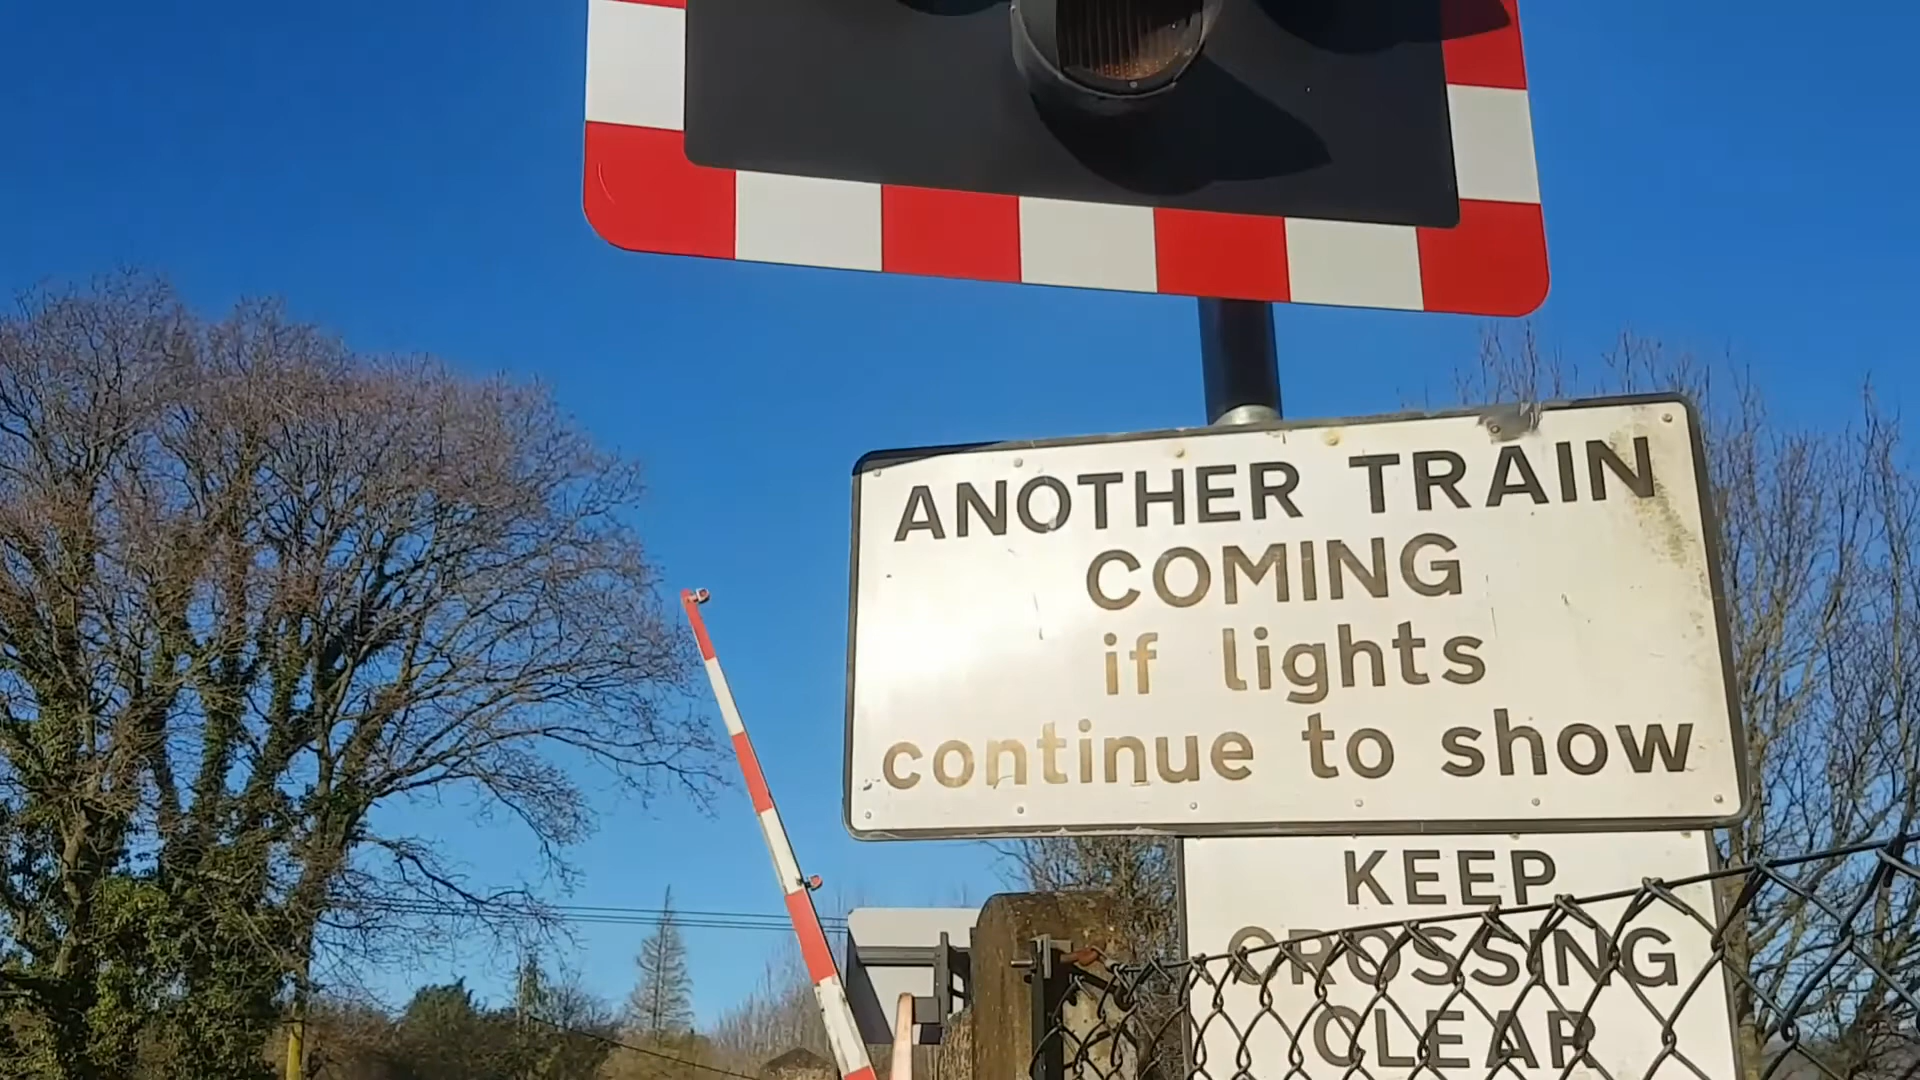 ANOTHER TRAIN
COMING
if lights
continue to show
KEEP
CROSSING
CLEAR